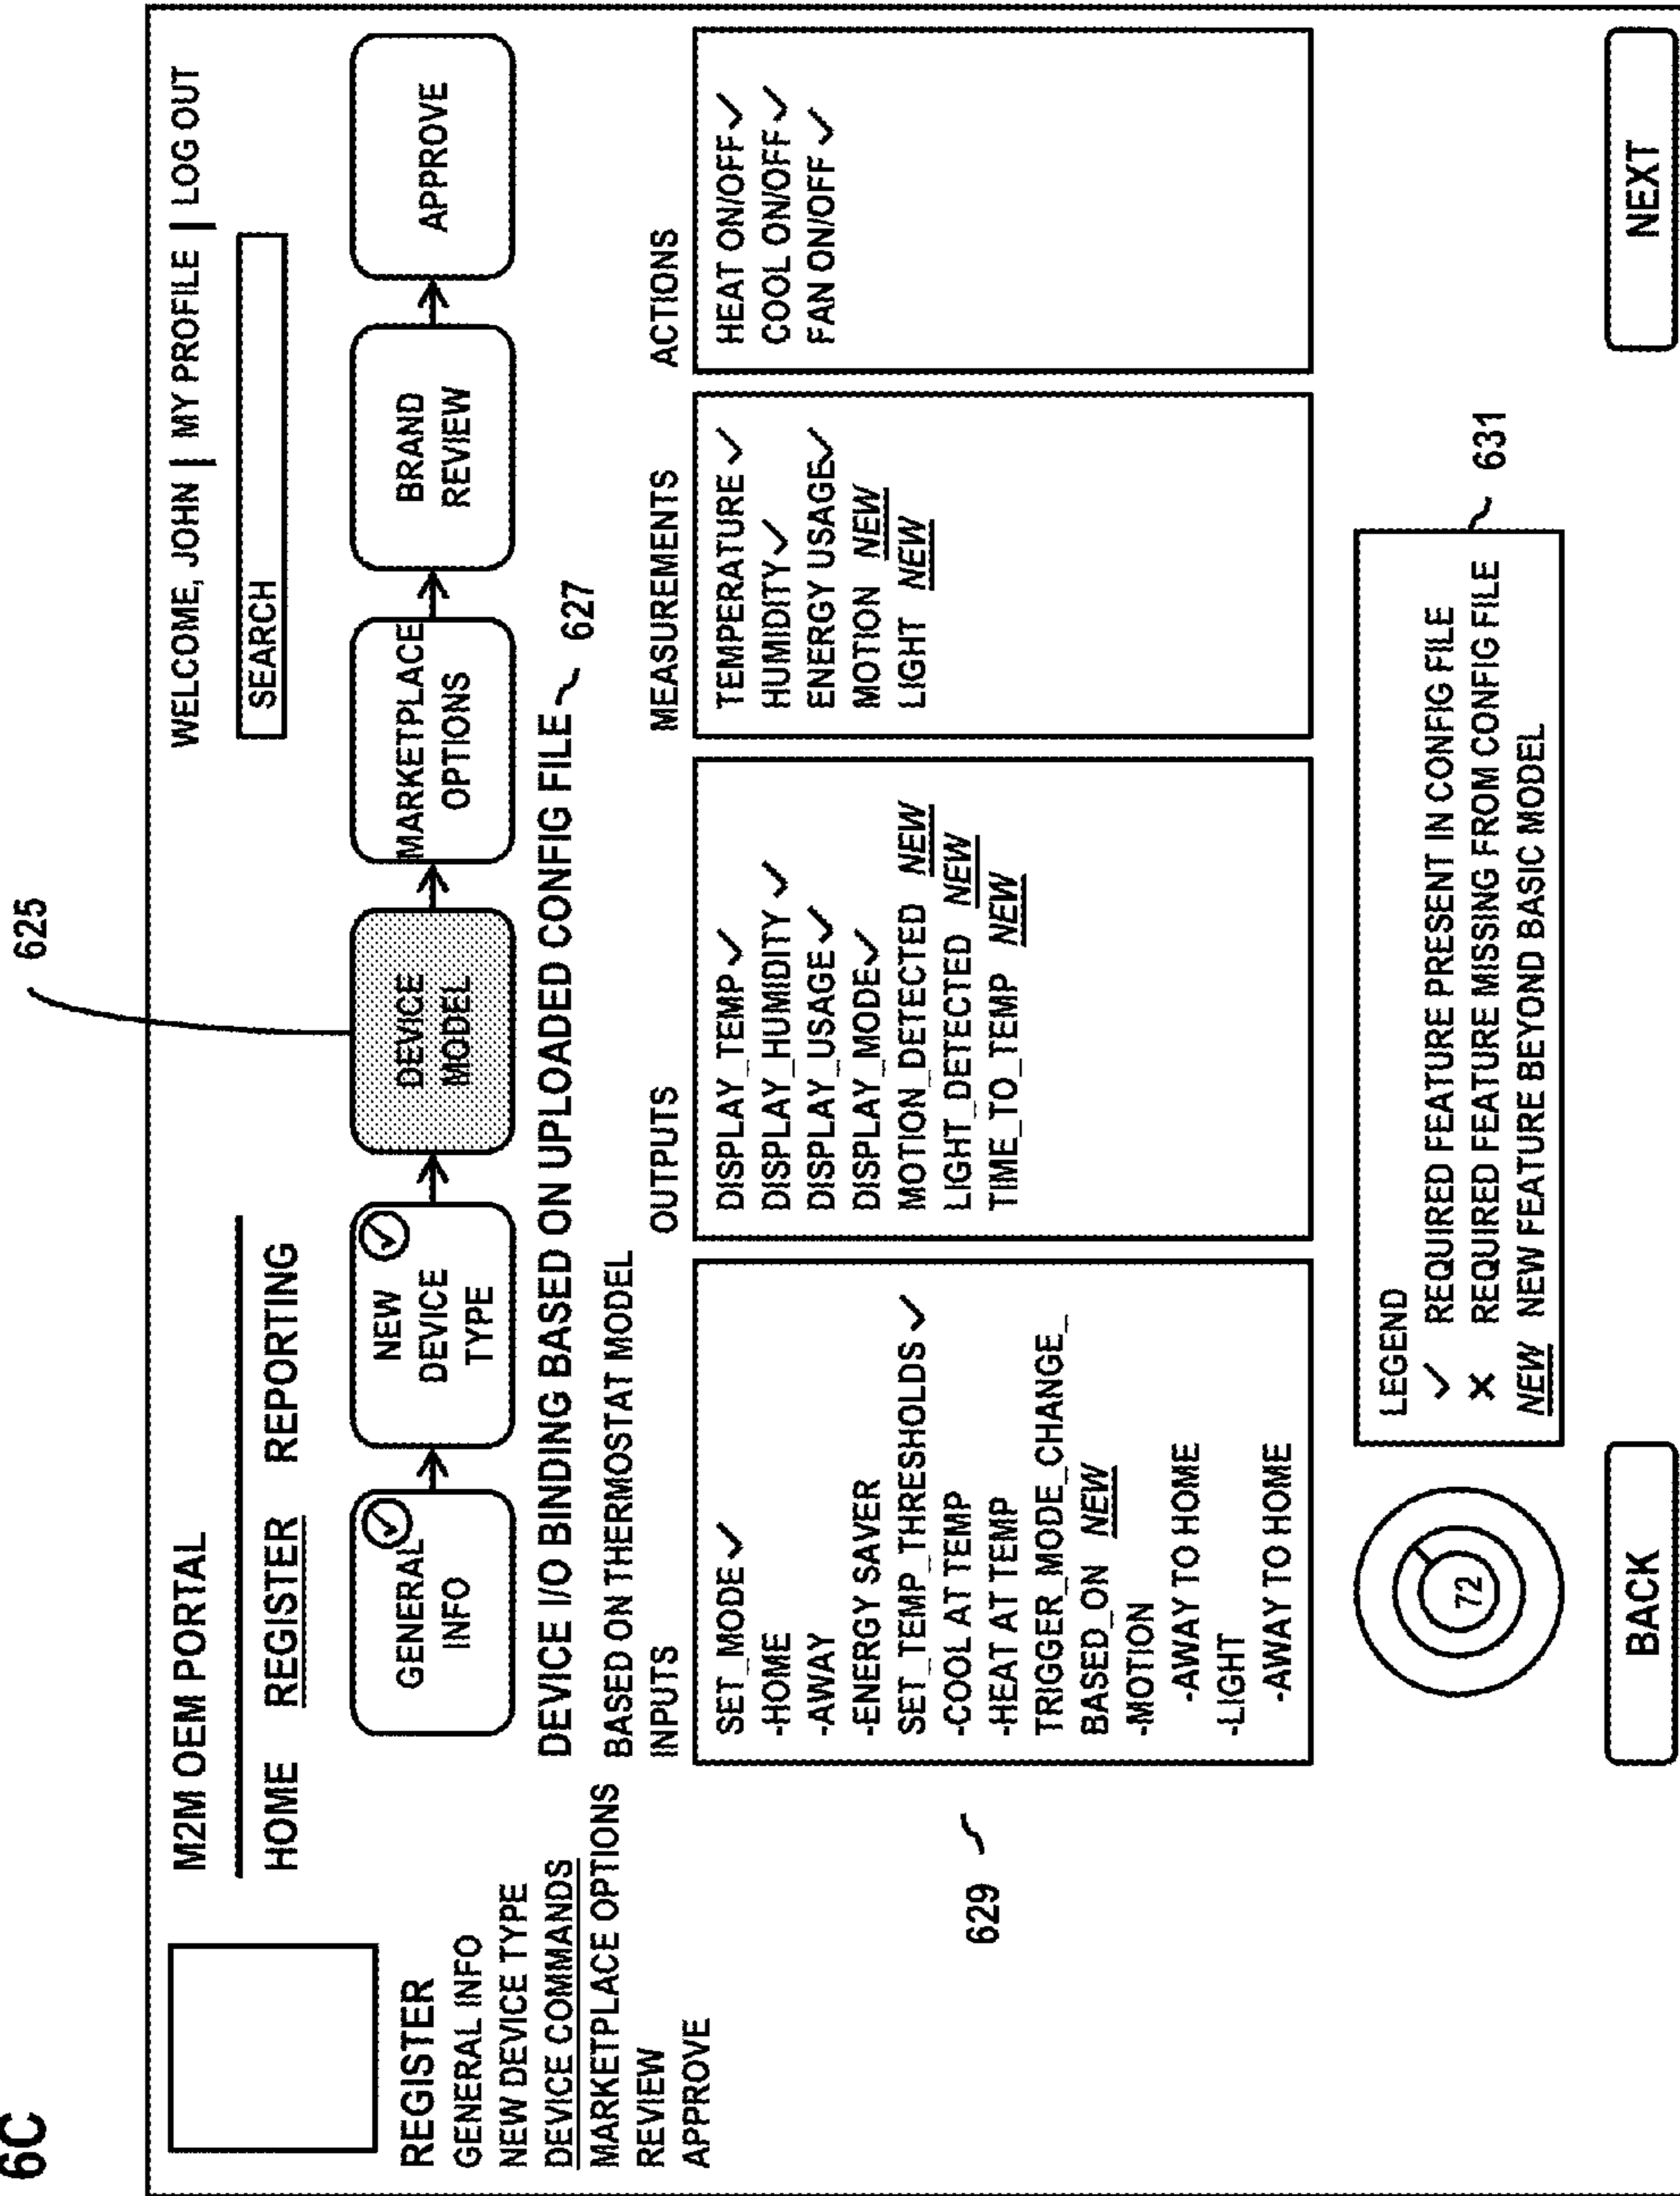 6C
625
M2M OEM PORTAL
WELCOME, JOHN | MY PROFILE | LOG OUT
SEARCH
HOME REGISTER REPORTING
REGISTER
GENERAL INFO
NEW DEVICE TYPE
DEVICE COMMANDS
MARKETPLACE OPTIONS
REVIEW
APPROVE
GENERAL
INFO
NEW
DEVICE
TYPE
DEVICE
MODEL
MARKETPLACE
OPTIONS
BRAND
REVIEW
APPROVE
DEVICE I/O BINDING BASED ON UPLOADED CONFIG FILE 627
BASED ON THERMOSTAT MODEL
INPUTS
SET_MODE ✓
-HOME
-AWAY
-ENERGY SAVER
SET_TEMP_THRESHOLDS ✓
-COOL AT TEMP
-HEAT AT TEMP
TRIGGER_MODE_CHANGE_
BASED_ON NEW
-MOTION
-AWAY TO HOME
-LIGHT
-AWAY TO HOME
OUTPUTS
DISPLAY_TEMP ✓
DISPLAY_HUMIDITY ✓
DISPLAY_USAGE ✓
DISPLAY_MODE ✓
MOTION_DETECTED NEW
LIGHT_DETECTED NEW
TIME_TO_TEMP NEW
MEASUREMENTS
TEMPERATURE ✓
HUMIDITY ✓
ENERGY USAGE ✓
MOTION NEW
LIGHT NEW
ACTIONS
HEAT ON/OFF ✓
COOL ON/OFF ✓
FAN ON/OFF ✓
629
72
LEGEND
✓ REQUIRED FEATURE PRESENT IN CONFIG FILE
× REQUIRED FEATURE MISSING FROM CONFIG FILE
NEW NEW FEATURE BEYOND BASIC MODEL
631
BACK
NEXT